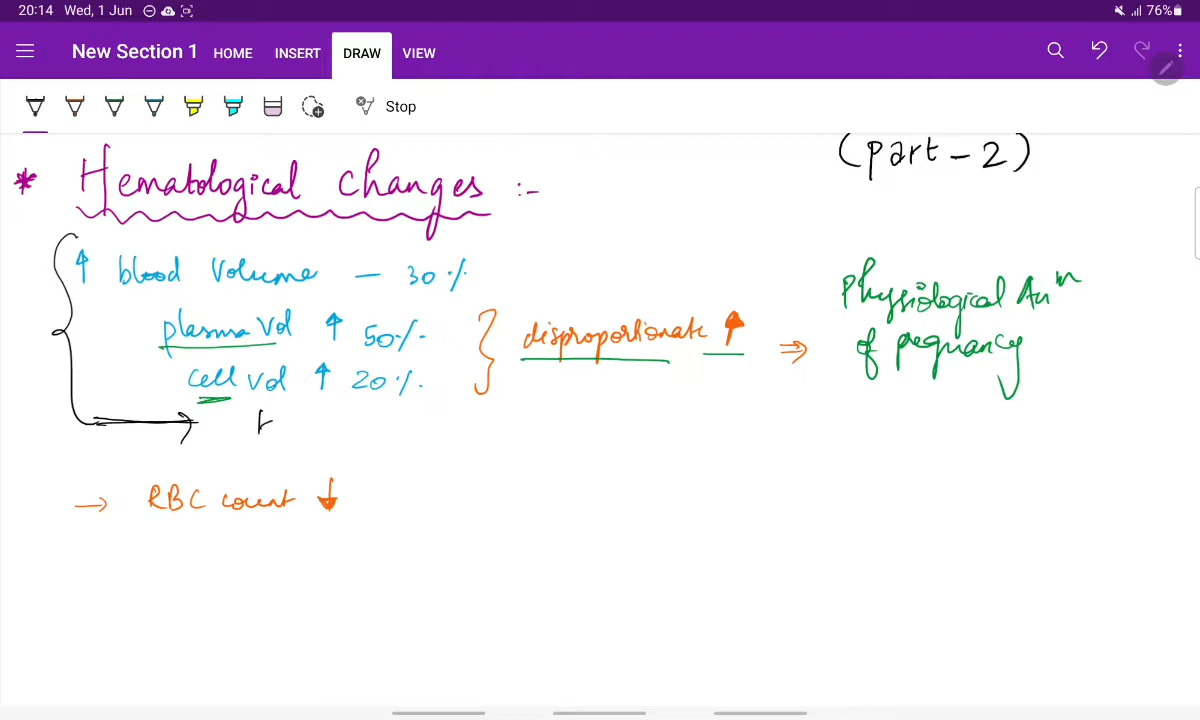 20:14 Wed, 1 Jun 76%
New Section 1 HOME INSERT DRAW VIEW
Stop
(part - 2)
* Hematological changes :-
↑ blood volume — 30%
plasma vol ↑ 50%
cell vol ↑ 20%
disproportionate ↑ ⇒
Physiological An^m
of pregnancy
→ RBC count ↓